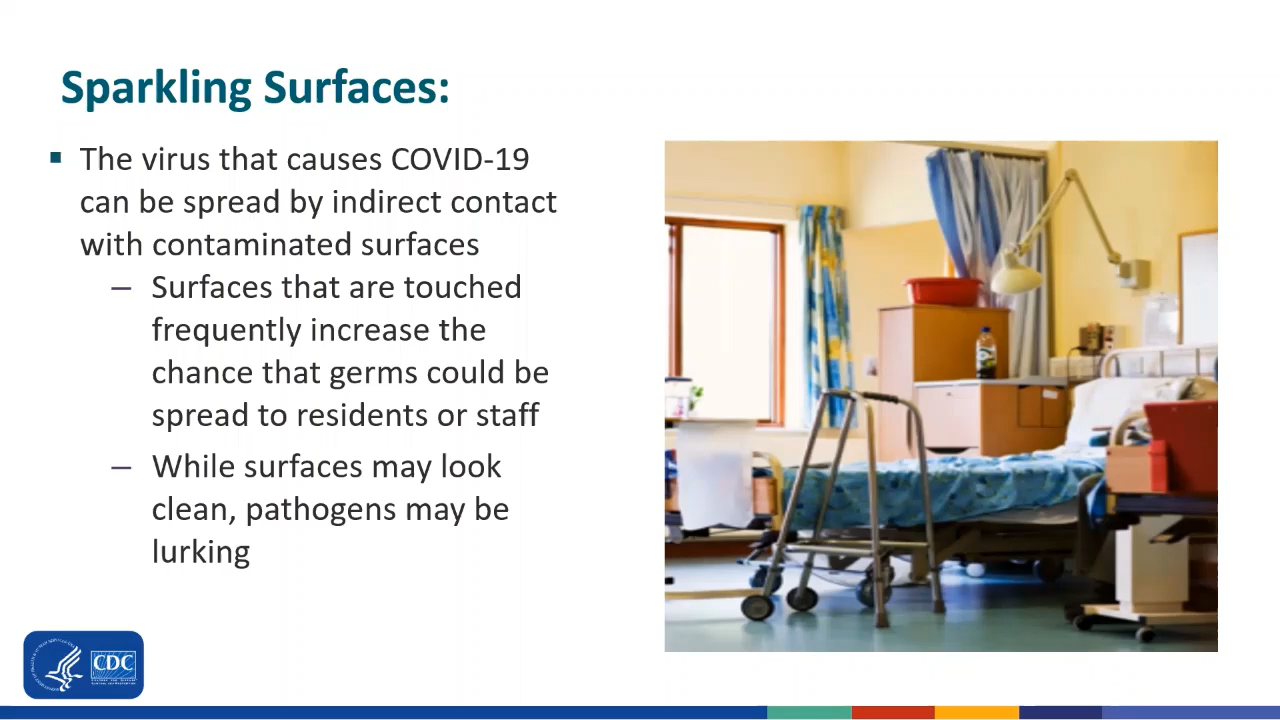 Sparkling Surfaces:
▪ The virus that causes COVID-19
can be spread by indirect contact
with contaminated surfaces
– Surfaces that are touched
frequently increase the
chance that germs could be
spread to residents or staff
– While surfaces may look
clean, pathogens may be
lurking
CDC